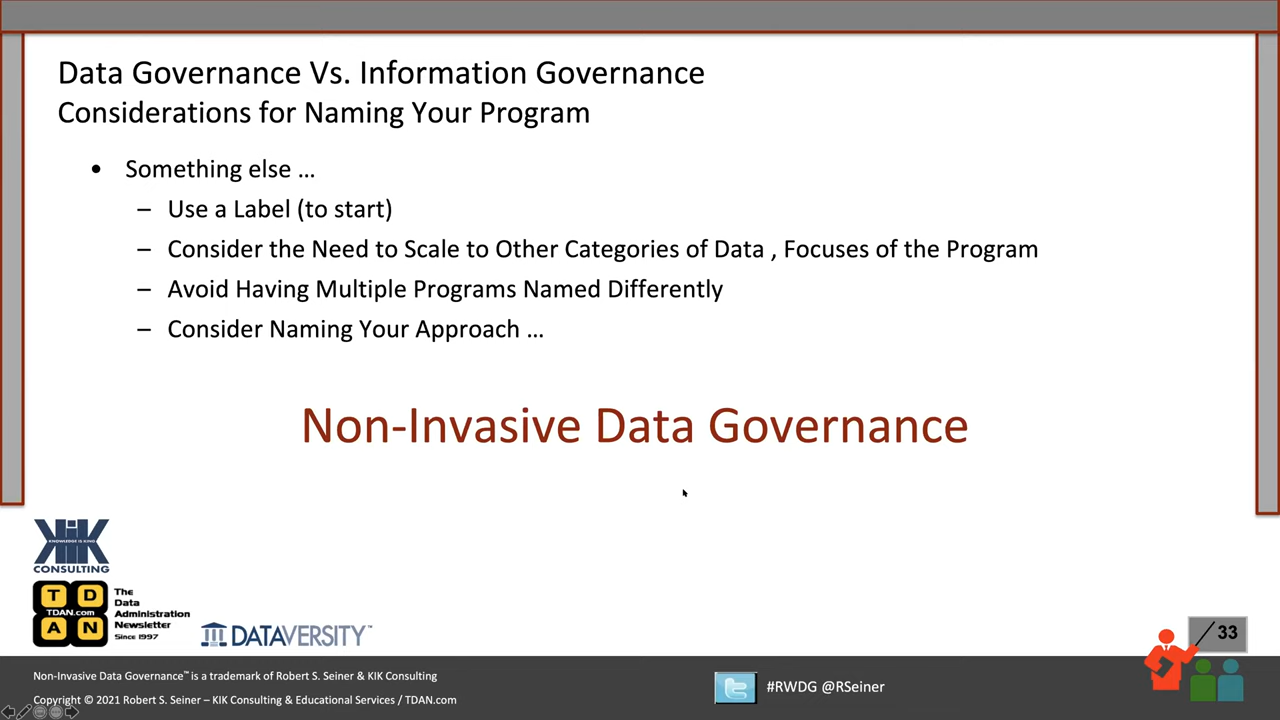 Data Governance Vs. Information Governance
Considerations for Naming Your Program
• Something else …
– Use a Label (to start)
– Consider the Need to Scale to Other Categories of Data , Focuses of the Program
– Avoid Having Multiple Programs Named Differently
– Consider Naming Your Approach …
Non-Invasive Data Governance
KIK
KNOWLEDGE IS KING
CONSULTING
T D
TDAN.com
A N
The
Data
Administration
Newsletter
Since 1997
DATAVERSITY™
33
Non-Invasive Data Governance™ is a trademark of Robert S. Seiner & KIK Consulting
Copyright © 2021 Robert S. Seiner – KIK Consulting & Educational Services / TDAN.com
#RWDG @RSeiner